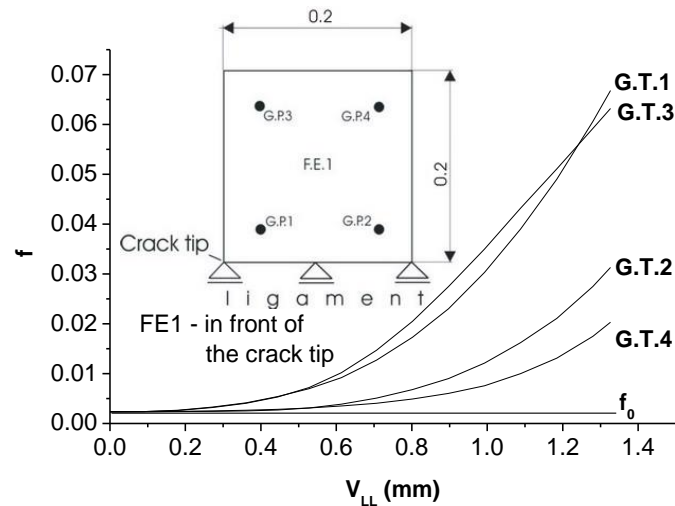 0.2
0.07
0.06
0.05
0.04
0.03
0.02
0.01
0.00
f
G.P.3
G.P.4
F.E.1
0.2
G.P.1
G.P.2
Crack tip
l i g a m e n t
FE1 - in front of
the crack tip
G.T.1
G.T.3
G.T.2
G.T.4
f₀
0.0 0.2 0.4 0.6 0.8 1.0 1.2 1.4
V_LL (mm)